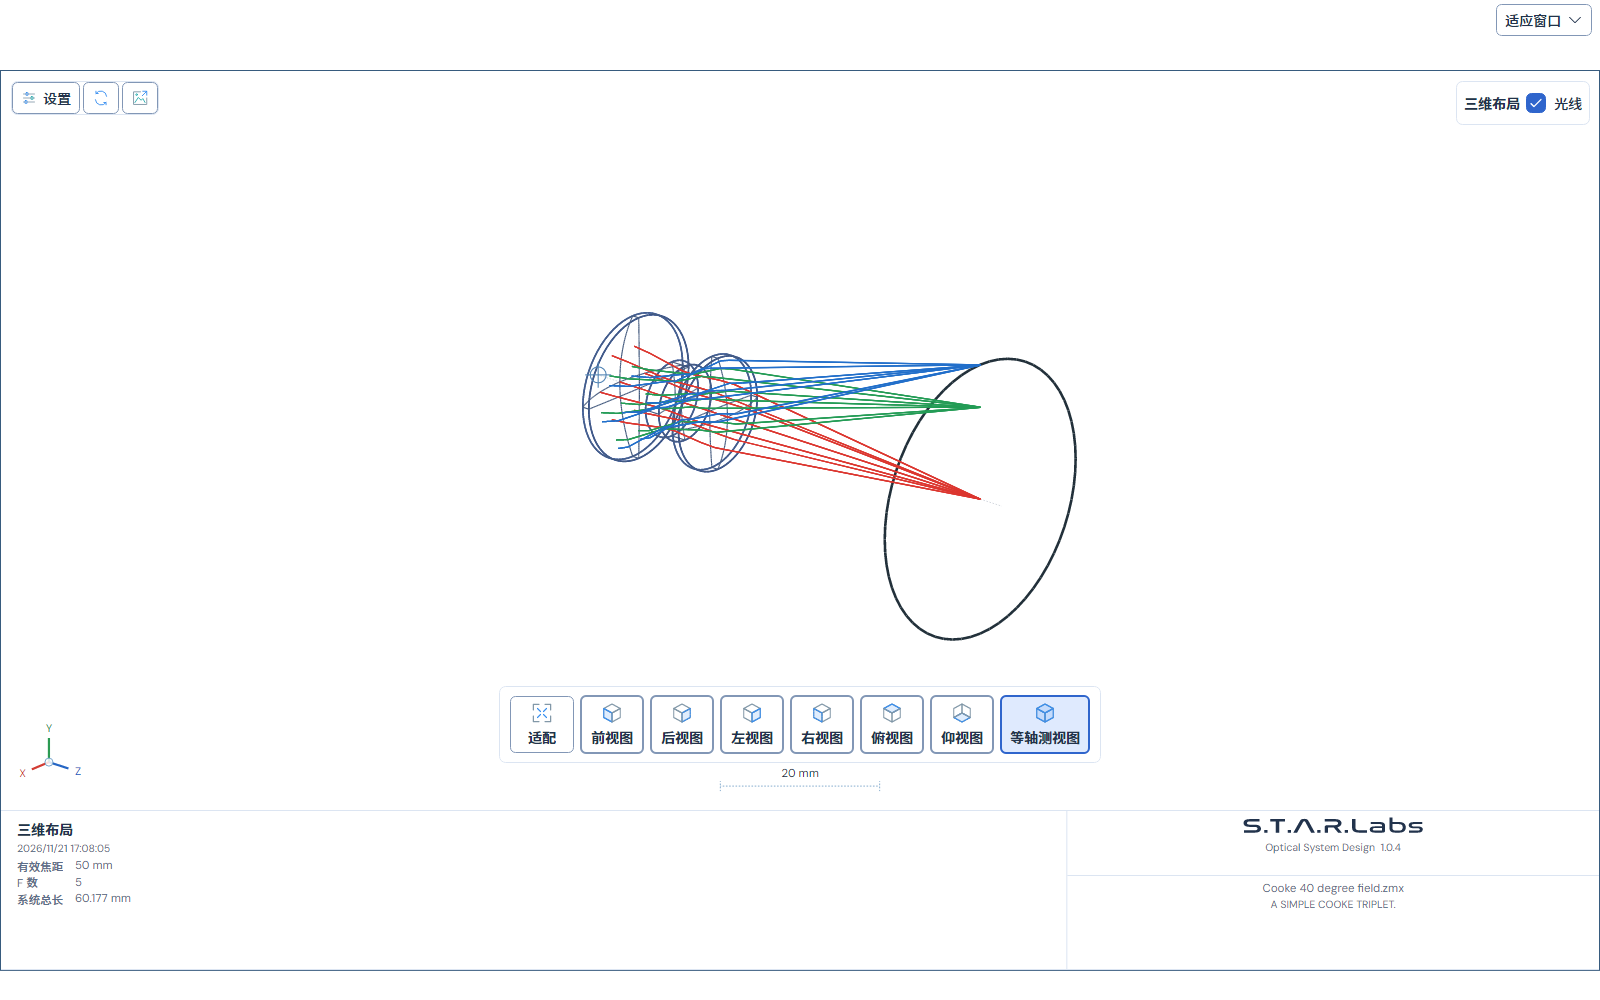 适应窗口
设置
三维布局 光线
Y
X
Z
适配 前视图 后视图 左视图 右视图 俯视图 仰视图 等轴测视图
20 mm
三维布局
2026/11/21 17:08:05
有效焦距 50 mm
F 数 5
系统总长 60.177 mm
S.T.A.R.Labs
Optical System Design 1.0.4
Cooke 40 degree field.zmx
A SIMPLE COOKE TRIPLET.